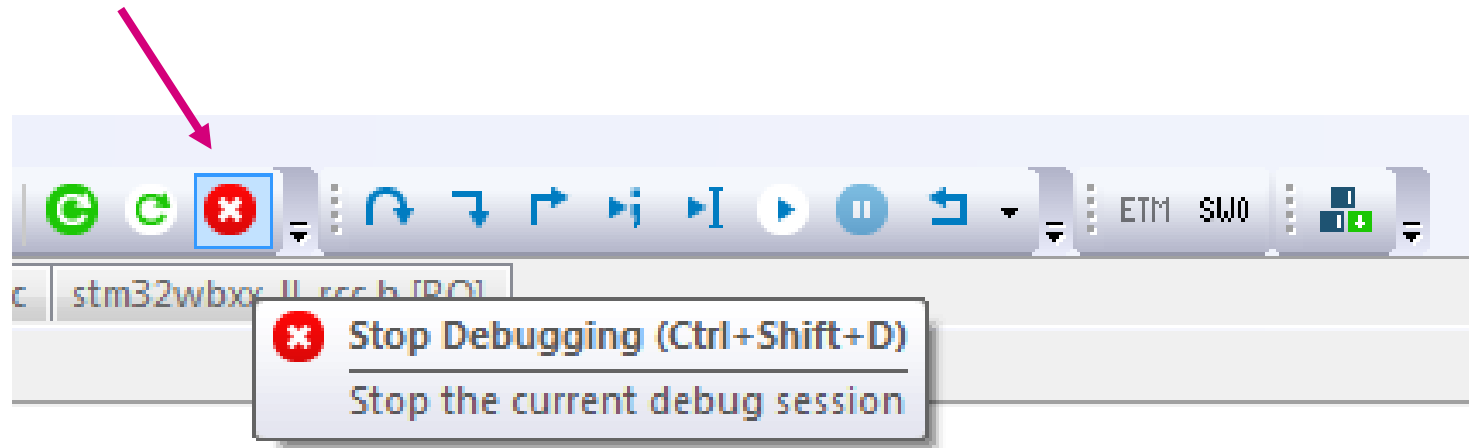 ETM SWO
c stm32wbxx_ll_rcc.h [RO]
Stop Debugging (Ctrl+Shift+D)
Stop the current debug session